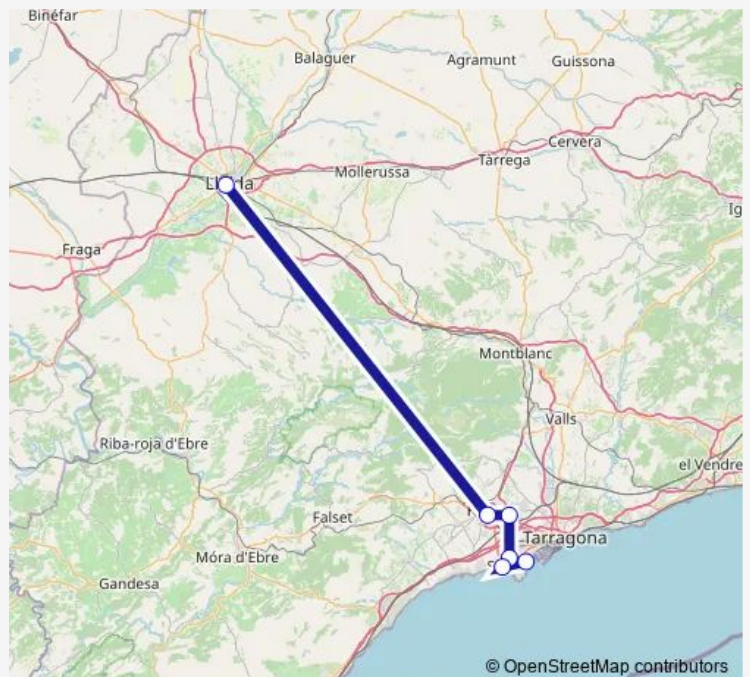 Binéfar
Balaguer
Agramunt
Guissona
Cervera
Tàrrega
Mollerussa
Fraga
Montblanc
Valls
Riba-roja d'Ebre
el Vendre
Falset
Tarragona
Móra d'Ebre
Gandesa
© OpenStreetMap contributors